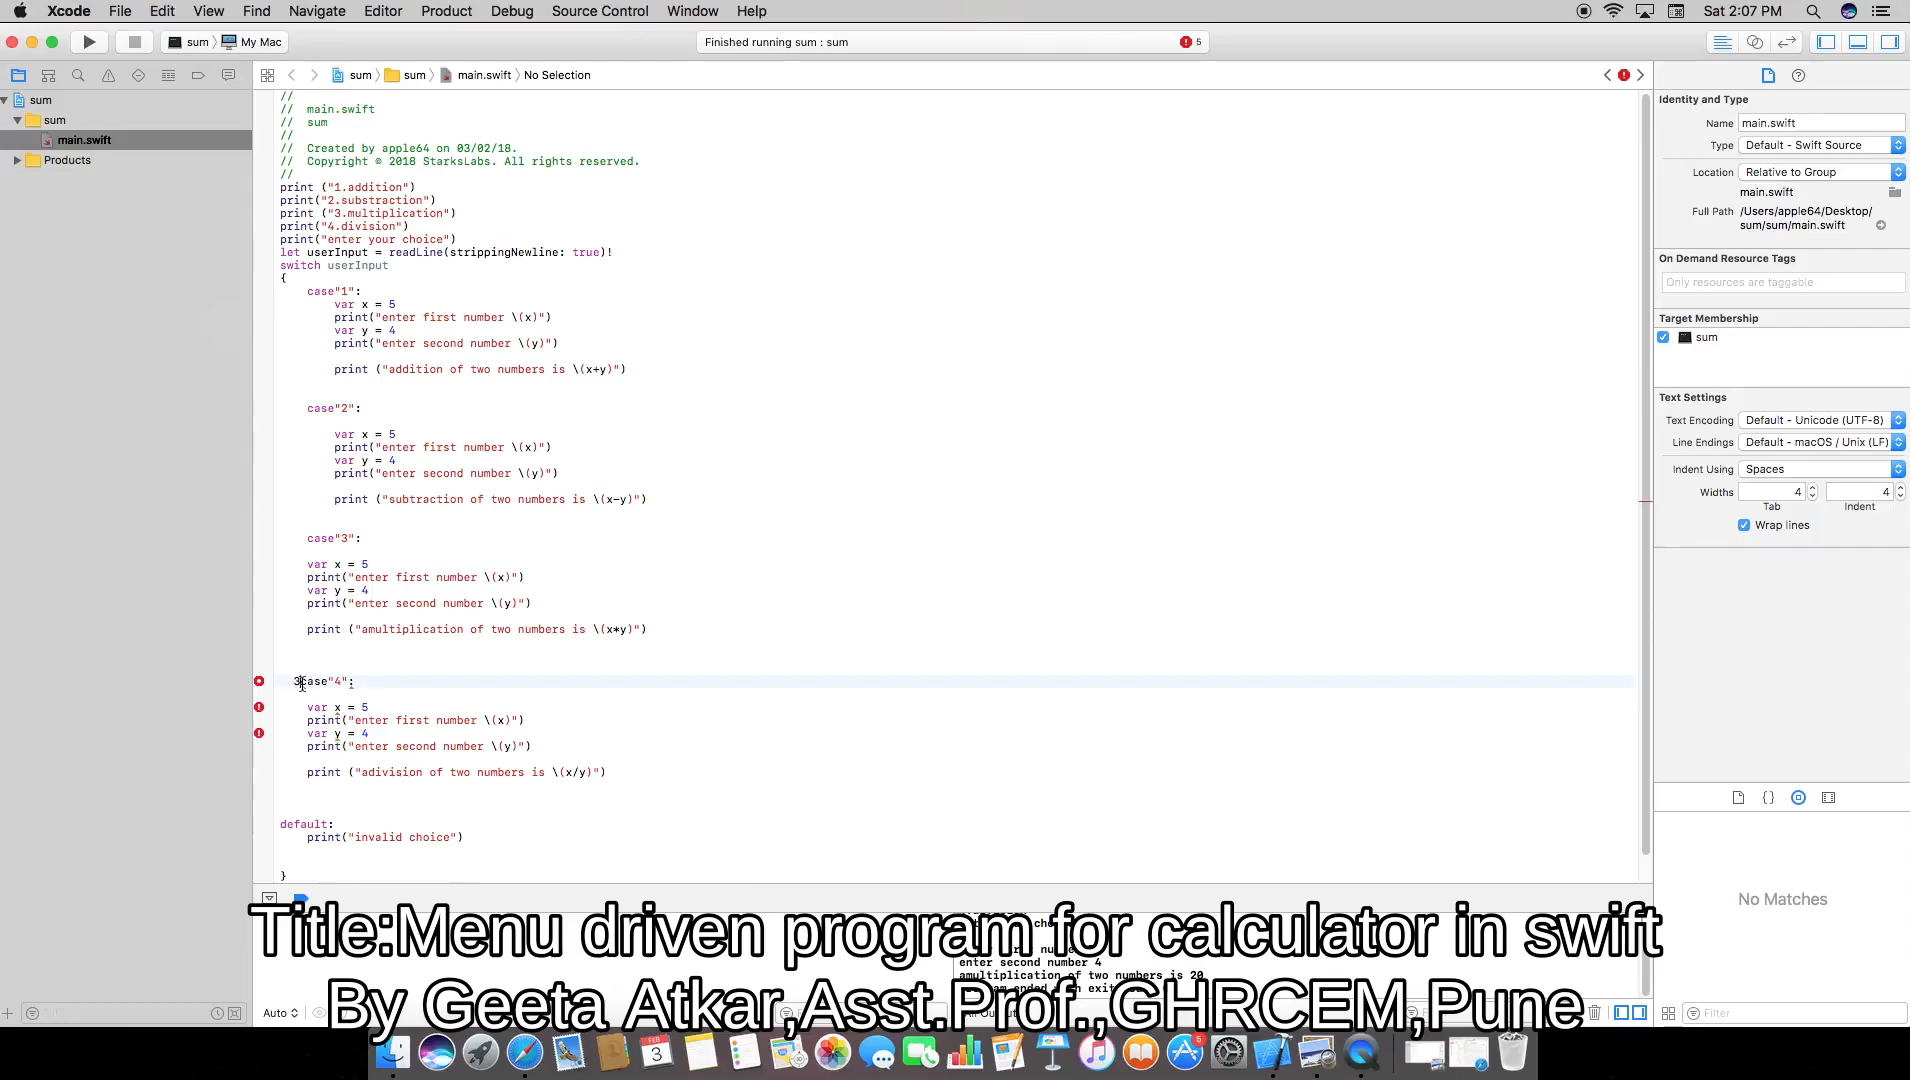 Xcode File Edit View Find Navigate Editor Product Debug Source Control Window Help Sat 2:07 PM
sum My Mac Finished running sum : sum 5
sum sum main.swift No Selection
sum
sum
main.swift
Products
//
// main.swift
// sum
//
// Created by apple64 on 03/02/18.
// Copyright © 2018 StarksLabs. All rights reserved.
//
print ("1.addition")
print("2.substraction")
print ("3.multiplication")
print("4.division")
print("enter your choice")
let userInput = readLine(strippingNewline: true)!
switch userInput
{
case"1":
var x = 5
print("enter first number \(x)")
var y = 4
print("enter second number \(y)")
print ("addition of two numbers is \(x+y)")
case"2":
var x = 5
print("enter first number \(x)")
var y = 4
print("enter second number \(y)")
print ("subtraction of two numbers is \(x-y)")
case"3":
var x = 5
print("enter first number \(x)")
var y = 4
print("enter second number \(y)")
print ("amultiplication of two numbers is \(x*y)")
3case"4":
var x = 5
print("enter first number \(x)")
var y = 4
print("enter second number \(y)")
print ("adivision of two numbers is \(x/y)")
default:
print("invalid choice")
}
Identity and Type
Name main.swift
Type Default - Swift Source
Location Relative to Group
main.swift
Full Path /Users/apple64/Desktop/
sum/sum/main.swift
On Demand Resource Tags
Only resources are taggable
Target Membership
sum
Text Settings
Text Encoding Default - Unicode (UTF-8)
Line Endings Default - macOS / Unix (LF)
Indent Using Spaces
Widths 4 4
Tab Indent
Wrap lines
No Matches
Title:Menu driven program for calculator in swift
enter second number 4
amultiplication of two numbers is 20
By Geeta Atkar,Asst.Prof.,GHRCEM,Pune
Auto
Filter
FEB
3
5